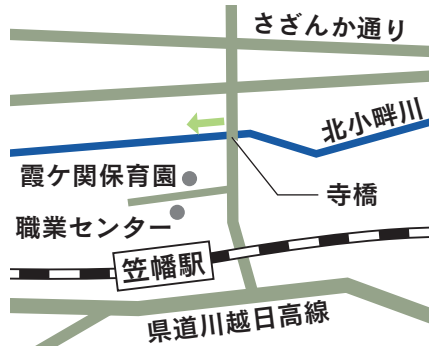 さざんか通り
北小畔川
霞ケ関保育園
寺橋
職業センター
笠幡駅
県道川越日高線